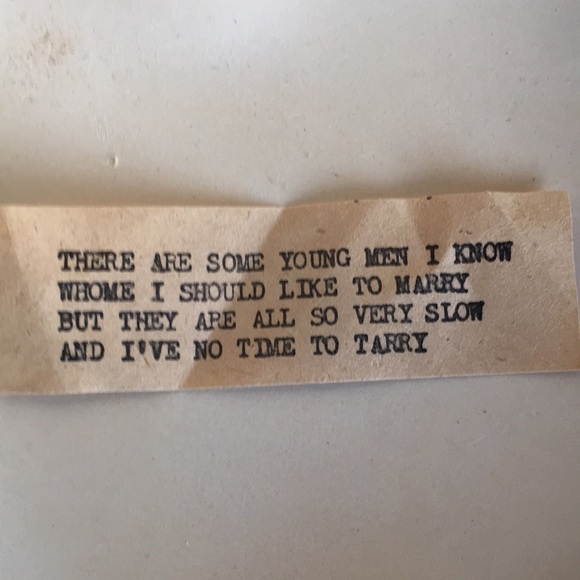 THERE ARE SOME YOUNG MEN I KNOW
WHOME I SHOULD LIKE TO MARRY
BUT THEY ARE ALL SO VERY SLOW
AND I'VE NO TIME TO TARRY